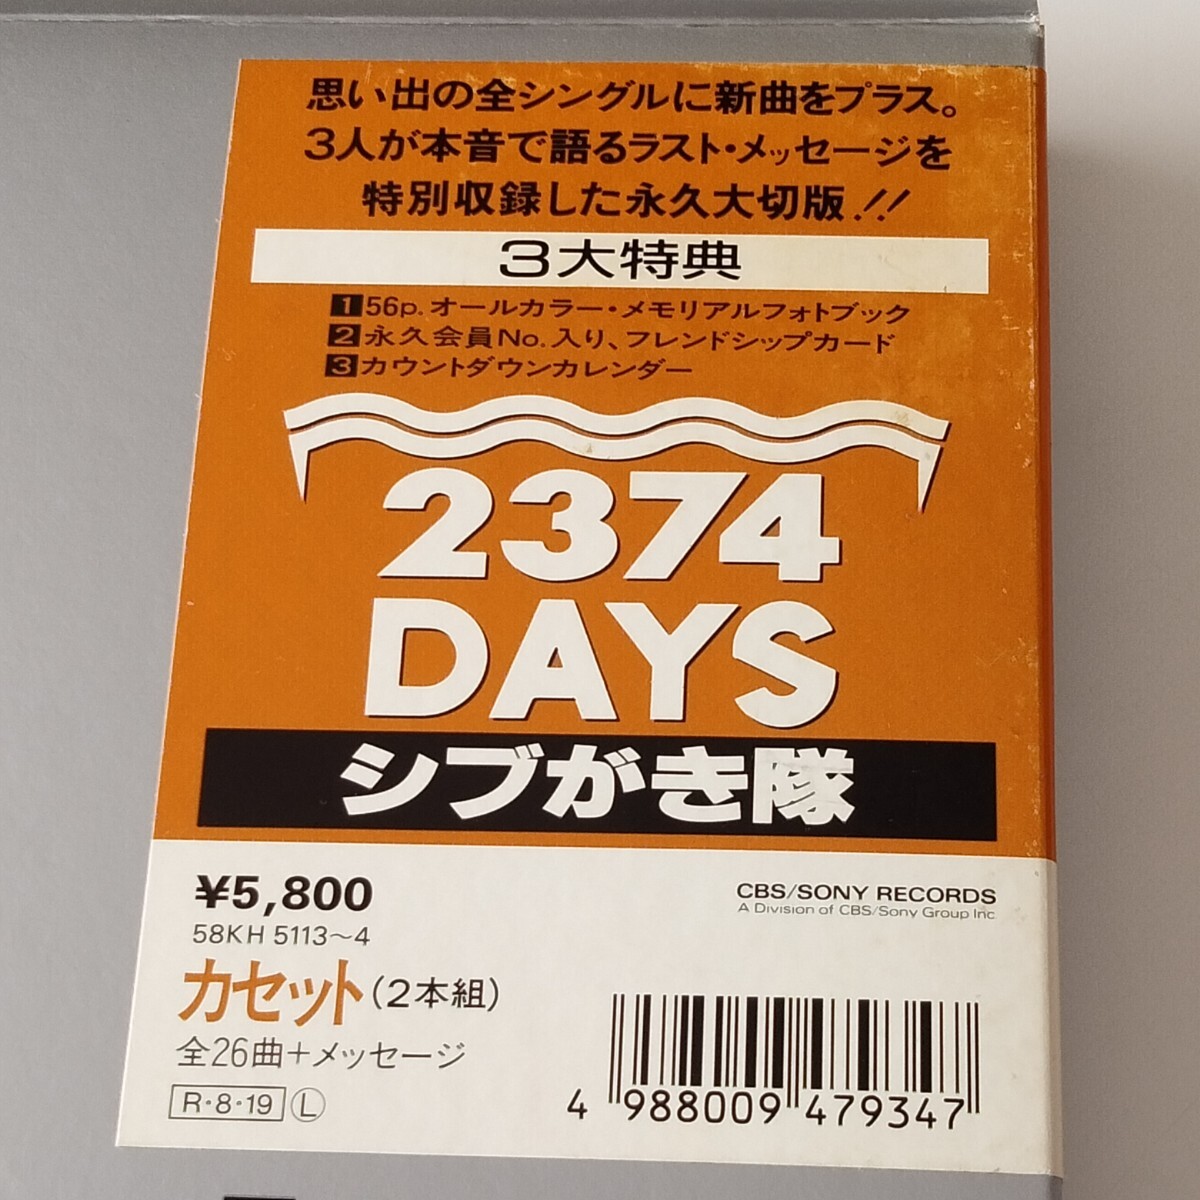 思い出の全シングルに新曲をプラス。
3人が本音で語るラスト・メッセージを
特別収録した永久大切版!!
3大特典
1 56p.オールカラー・メモリアルフォトブック
2 永久会員No.入り、フレンドシップカード
3 カウントダウンカレンダー
2374
DAYS
シブがき隊
¥5,800
58KH 5113〜4
カセット(2本組)
全26曲+メッセージ
R・8・19 Ⓛ
CBS/SONY RECORDS
A Division of CBS/Sony Group Inc.
4 988009 479347